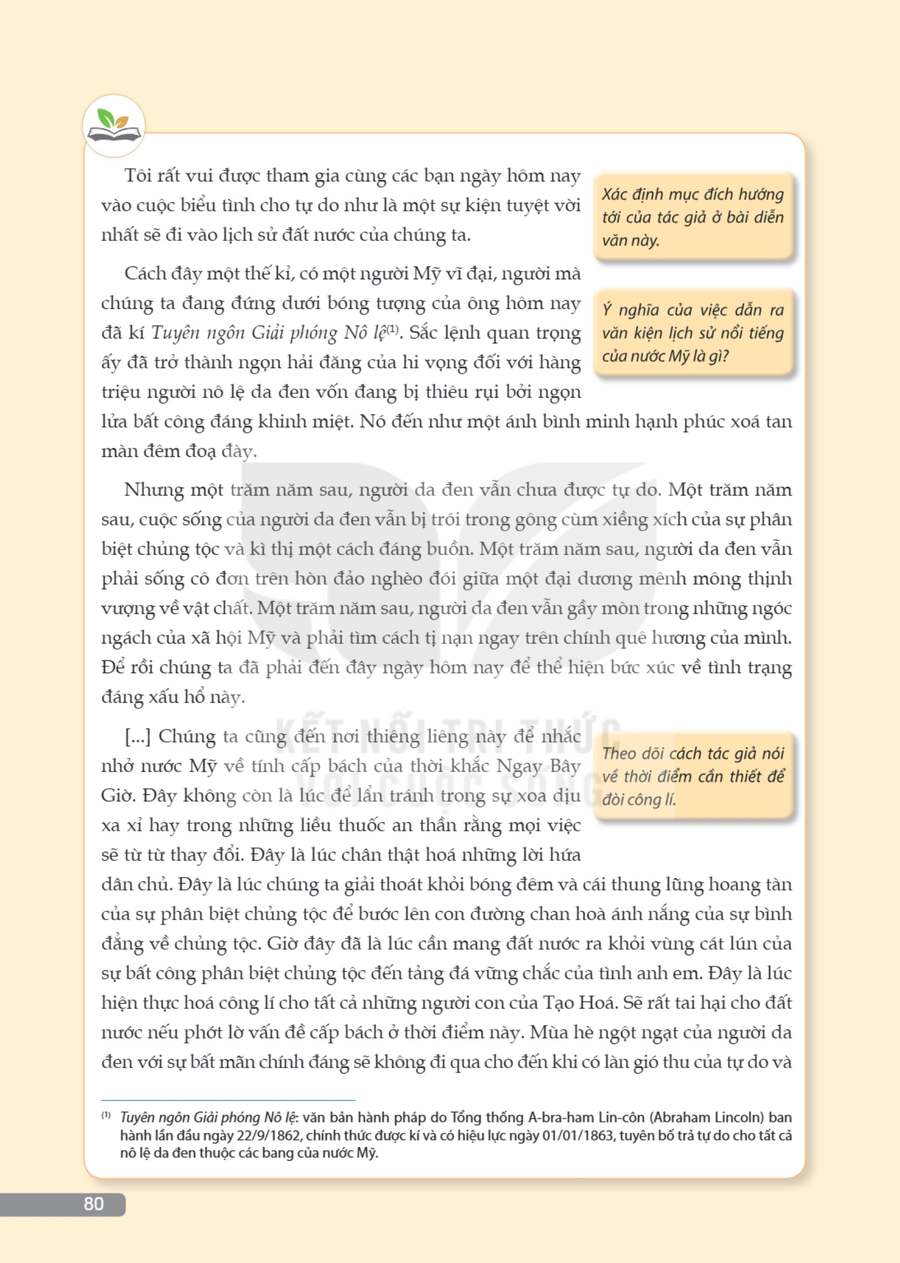 Tôi rất vui được tham gia cùng các bạn ngày hôm nay
vào cuộc biểu tình cho tự do như là một sự kiện tuyệt vời
nhất sẽ đi vào lịch sử đất nước của chúng ta.
Xác định mục đích hướng
tới của tác giả ở bài diễn
văn này.
Cách đây một thế kỉ, có một người Mỹ vĩ đại, người mà
chúng ta đang đứng dưới bóng tượng của ông hôm nay
đã kí Tuyên ngôn Giải phóng Nô lệ(1). Sắc lệnh quan trọng
ấy đã trở thành ngọn hải đăng của hi vọng đối với hàng
triệu người nô lệ da đen vốn đang bị thiêu rụi bởi ngọn
lửa bất công đáng khinh miệt. Nó đến như một ánh bình minh hạnh phúc xoá tan
màn đêm đoạ đày.
Ý nghĩa của việc dẫn ra
văn kiện lịch sử nổi tiếng
của nước Mỹ là gì?
Nhưng một trăm năm sau, người da đen vẫn chưa được tự do. Một trăm năm
sau, cuộc sống của người da đen vẫn bị trói trong gông cùm xiềng xích của sự phân
biệt chủng tộc và kì thị một cách đáng buồn. Một trăm năm sau, người da đen vẫn
phải sống cô đơn trên hòn đảo nghèo đói giữa một đại dương mênh mông thịnh
vượng về vật chất. Một trăm năm sau, người da đen vẫn gầy mòn trong những ngóc
ngách của xã hội Mỹ và phải tìm cách tị nạn ngay trên chính quê hương của mình.
Để rồi chúng ta đã phải đến đây ngày hôm nay để thể hiện bức xúc về tình trạng
đáng xấu hổ này.
KẾT NỐI TRI THỨC
VỚI CUỘC SỐNG
[...] Chúng ta cũng đến nơi thiêng liêng này để nhắc
nhở nước Mỹ về tính cấp bách của thời khắc Ngay Bây
Giờ. Đây không còn là lúc để lẩn tránh trong sự xoa dịu
xa xỉ hay trong những liều thuốc an thần rằng mọi việc
sẽ từ từ thay đổi. Đây là lúc chân thật hoá những lời hứa
dân chủ. Đây là lúc chúng ta giải thoát khỏi bóng đêm và cái thung lũng hoang tàn
của sự phân biệt chủng tộc để bước lên con đường chan hoà ánh nắng của sự bình
đẳng về chủng tộc. Giờ đây đã là lúc cần mang đất nước ra khỏi vùng cát lún của
sự bất công phân biệt chủng tộc đến tảng đá vững chắc của tình anh em. Đây là lúc
hiện thực hoá công lí cho tất cả những người con của Tạo Hoá. Sẽ rất tai hại cho đất
nước nếu phớt lờ vấn đề cấp bách ở thời điểm này. Mùa hè ngột ngạt của người da
đen với sự bất mãn chính đáng sẽ không đi qua cho đến khi có làn gió thu của tự do và
Theo dõi cách tác giả nói
về thời điểm cần thiết để
đòi công lí.
(1) Tuyên ngôn Giải phóng Nô lệ: văn bản hành pháp do Tổng thống A-bra-ham Lin-côn (Abraham Lincoln) ban
hành lần đầu ngày 22/9/1862, chính thức được kí và có hiệu lực ngày 01/01/1863, tuyên bố trả tự do cho tất cả
nô lệ da đen thuộc các bang của nước Mỹ.
80